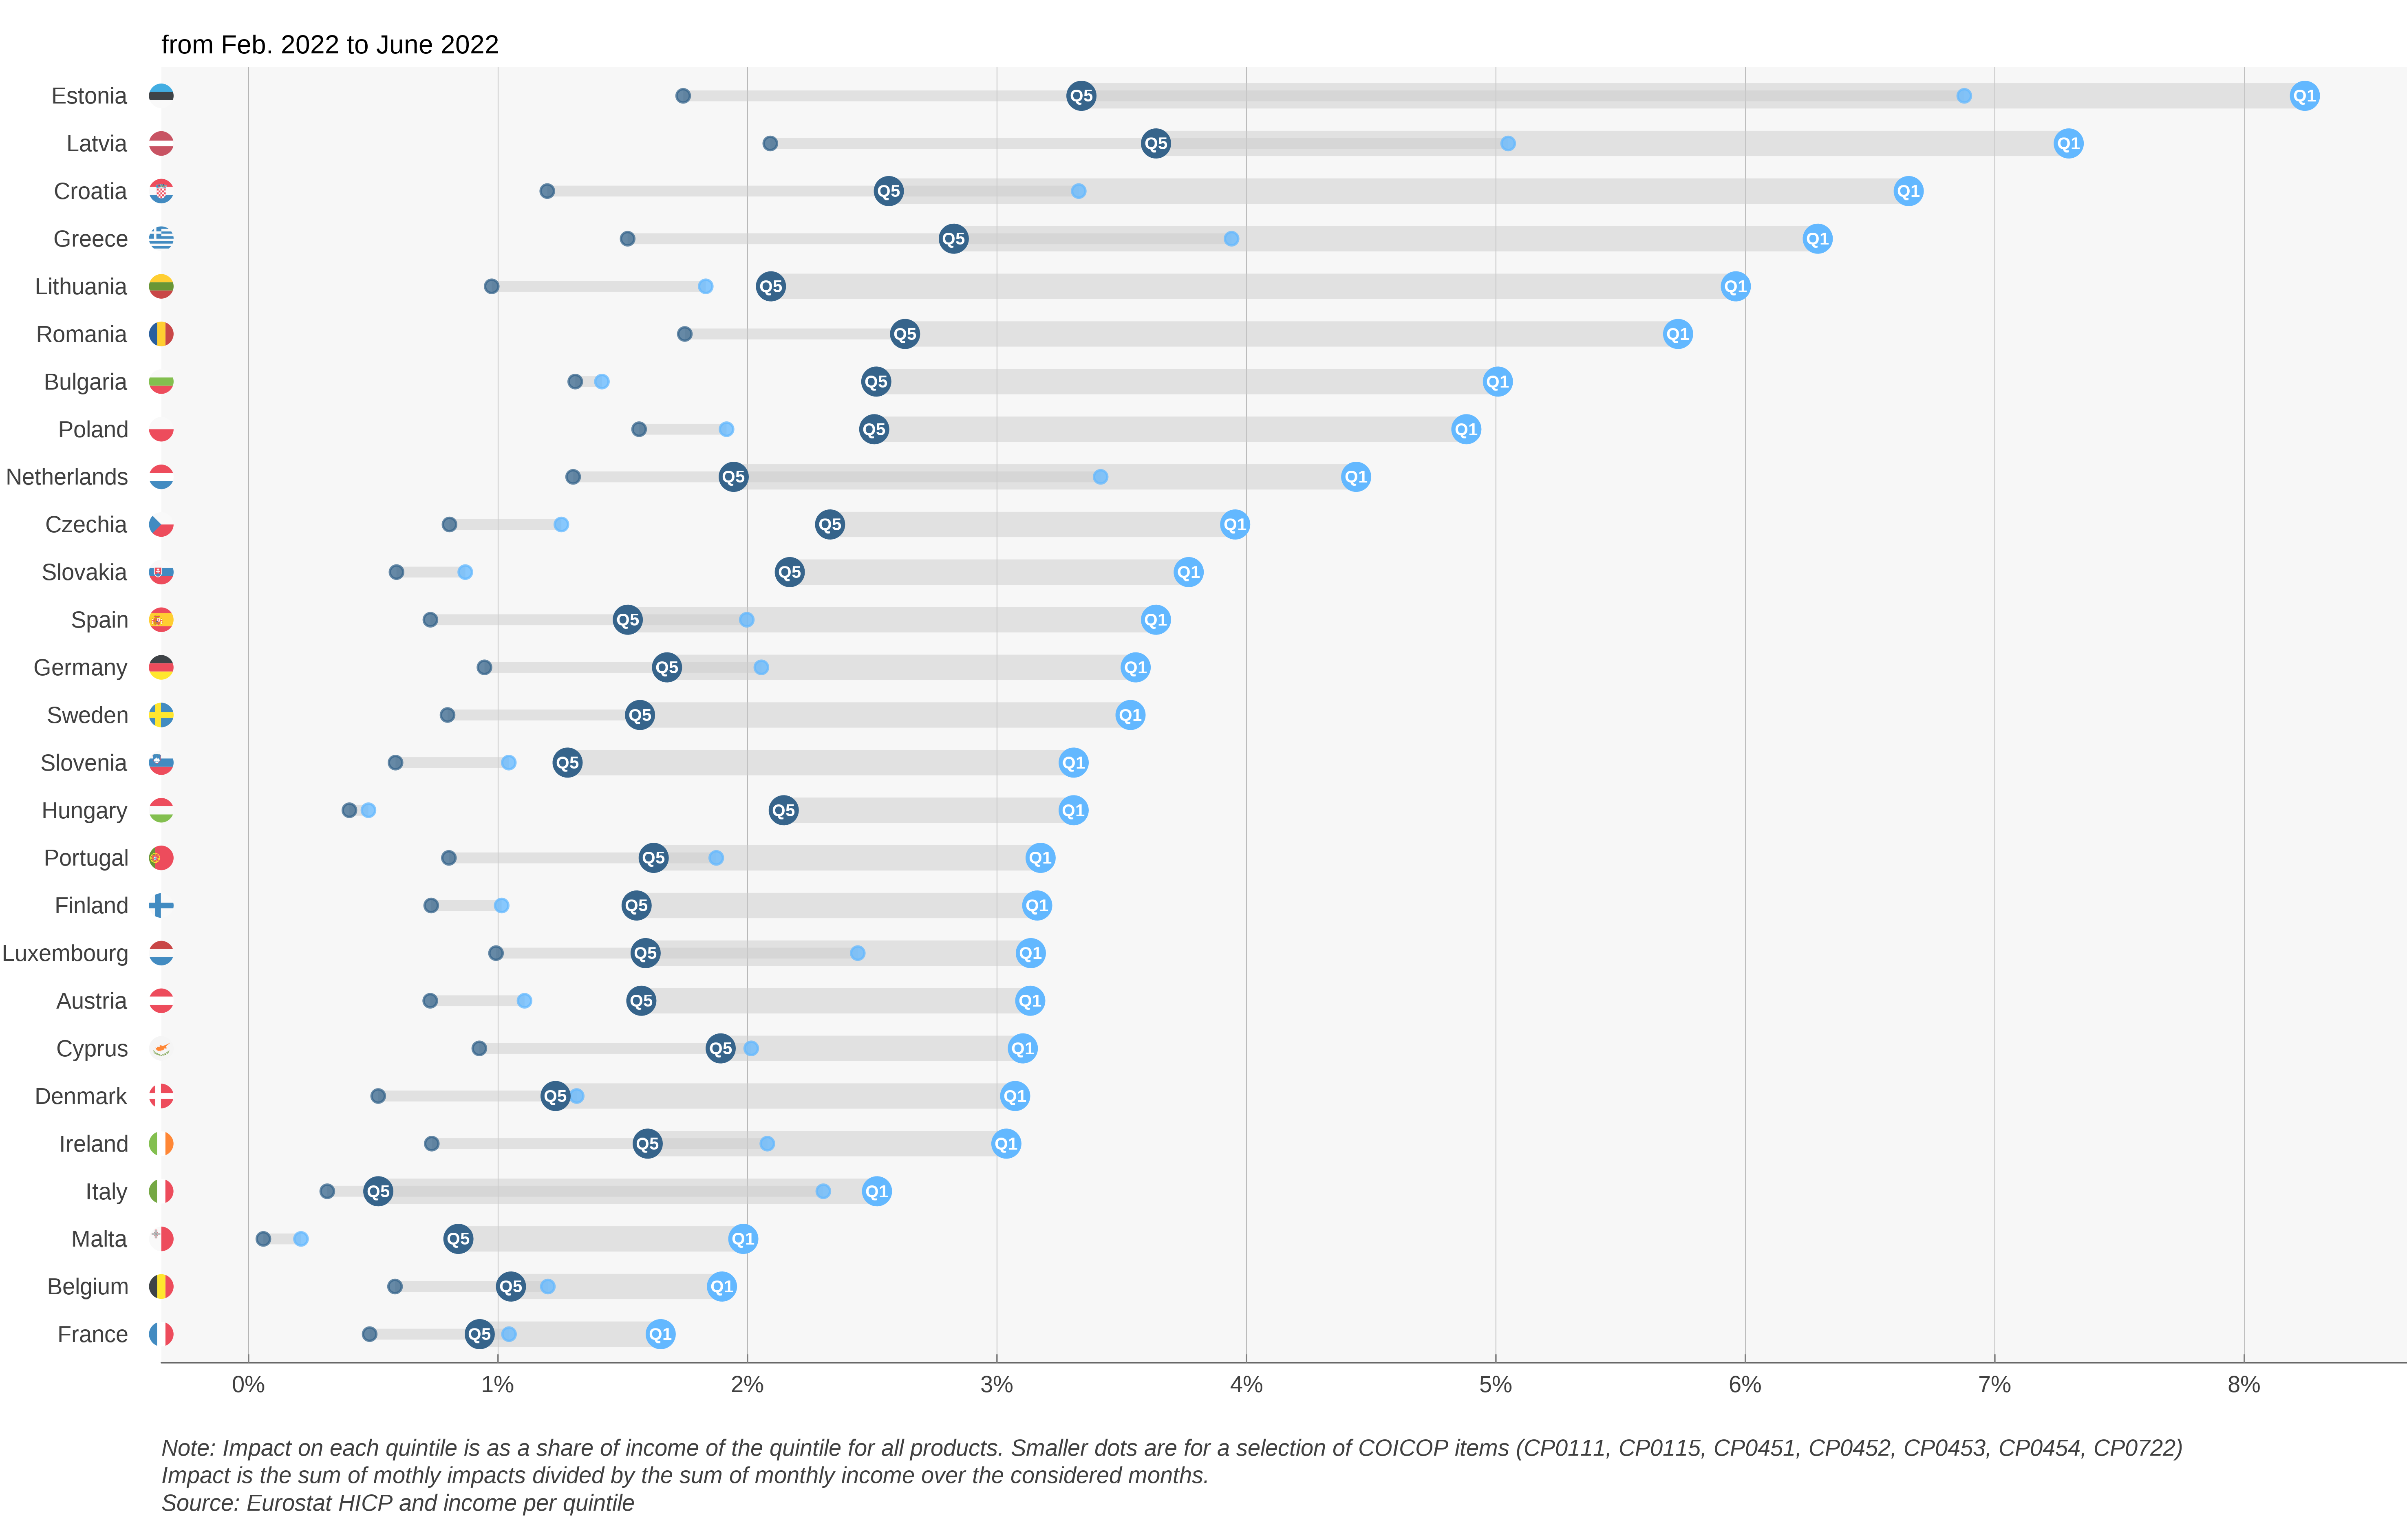 from Feb. 2022 to June 2022
Estonia Q5 Q1
Latvia Q5 Q1
Croatia Q5 Q1
Greece Q5 Q1
Lithuania Q5 Q1
Romania Q5 Q1
Bulgaria Q5 Q1
Poland Q5 Q1
Netherlands Q5 Q1
Czechia Q5 Q1
Slovakia Q5 Q1
Spain Q5 Q1
Germany Q5 Q1
Sweden Q5 Q1
Slovenia Q5 Q1
Hungary Q5 Q1
Portugal Q5 Q1
Finland Q5 Q1
Luxembourg Q5 Q1
Austria Q5 Q1
Cyprus Q5 Q1
Denmark Q5 Q1
Ireland Q5 Q1
Italy Q5 Q1
Malta Q5 Q1
Belgium Q5 Q1
France Q5 Q1
0% 1% 2% 3% 4% 5% 6% 7% 8%
Note: Impact on each quintile is as a share of income of the quintile for all products. Smaller dots are for a selection of COICOP items (CP0111, CP0115, CP0451, CP0452, CP0453, CP0454, CP0722)
Impact is the sum of mothly impacts divided by the sum of monthly income over the considered months.
Source: Eurostat HICP and income per quintile